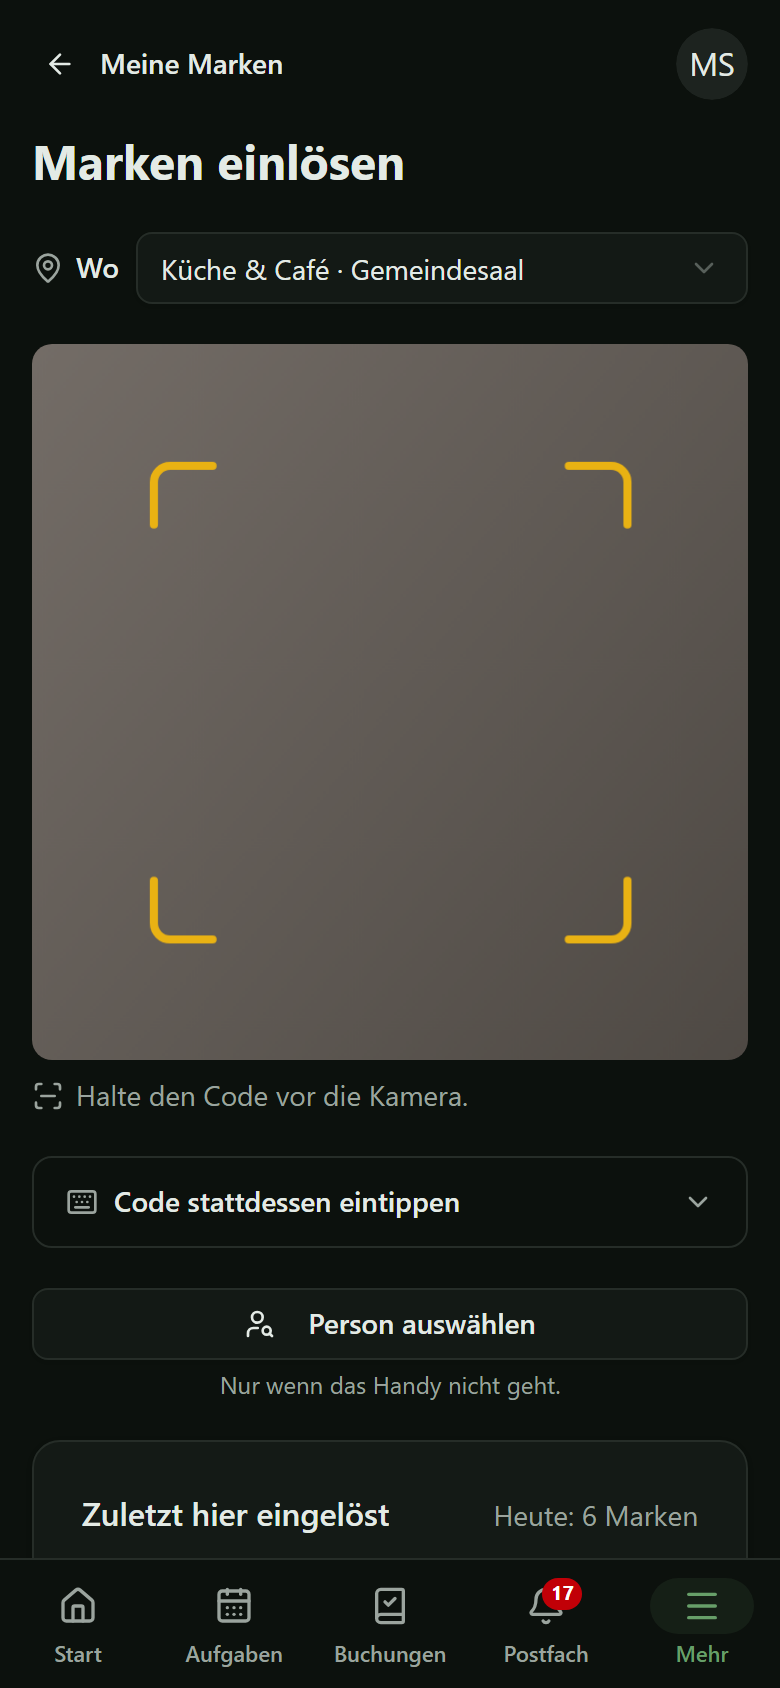 Meine Marken
MS
Marken einlösen
Wo
Küche & Café · Gemeindesaal
Halte den Code vor die Kamera.
Code stattdessen eintippen
Person auswählen
Nur wenn das Handy nicht geht.
Zuletzt hier eingelöst
Heute: 6 Marken
17
Start
Aufgaben
Buchungen
Postfach
Mehr